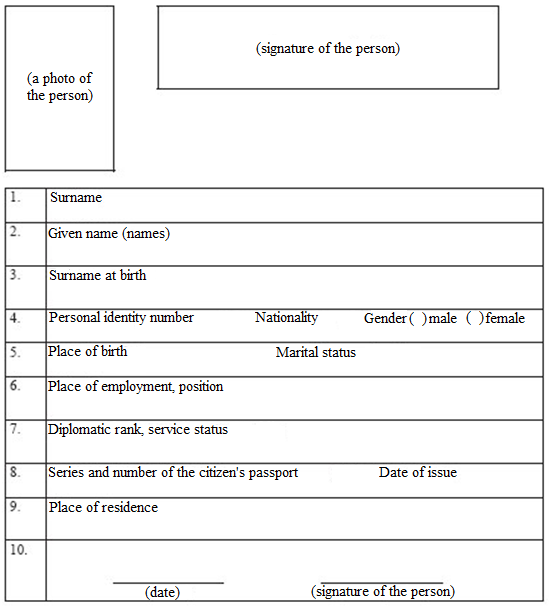 (signature of the person)
(a photo of
the person)
1. Surname
2. Given name (names)
3. Surname at birth
4. Personal identity number Nationality Gender ( )male ( )female
5. Place of birth Marital status
6. Place of employment, position
7. Diplomatic rank, service status
8. Series and number of the citizen's passport Date of issue
9. Place of residence
10.
(date) (signature of the person)